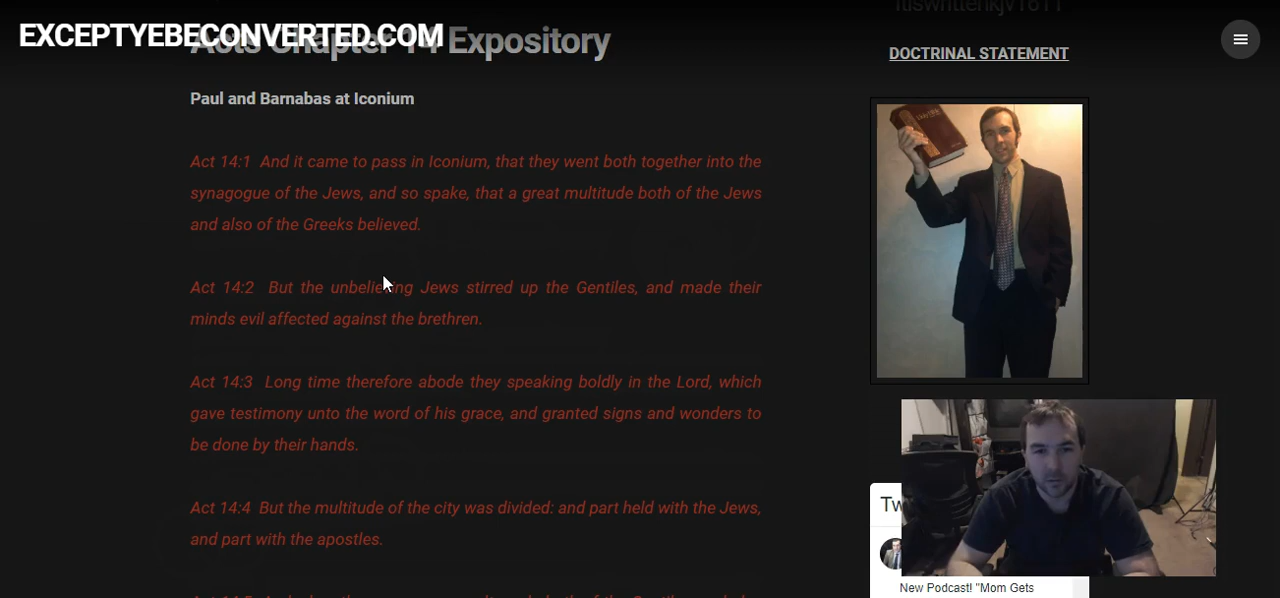 itiswrittenkjv1611
EXCEPTYEBECONVERTED.COM
Acts Chapter 14 Expository
DOCTRINAL STATEMENT
Paul and Barnabas at Iconium
Act 14:1 And it came to pass in Iconium, that they went both together into the
synagogue of the Jews, and so spake, that a great multitude both of the Jews
and also of the Greeks believed.
Act 14:2 But the unbelieving Jews stirred up the Gentiles, and made their
minds evil affected against the brethren.
Act 14:3 Long time therefore abode they speaking boldly in the Lord, which
gave testimony unto the word of his grace, and granted signs and wonders to
be done by their hands.
Act 14:4 But the multitude of the city was divided: and part held with the Jews,
and part with the apostles.
Tw
New Podcast! "Mom Gets